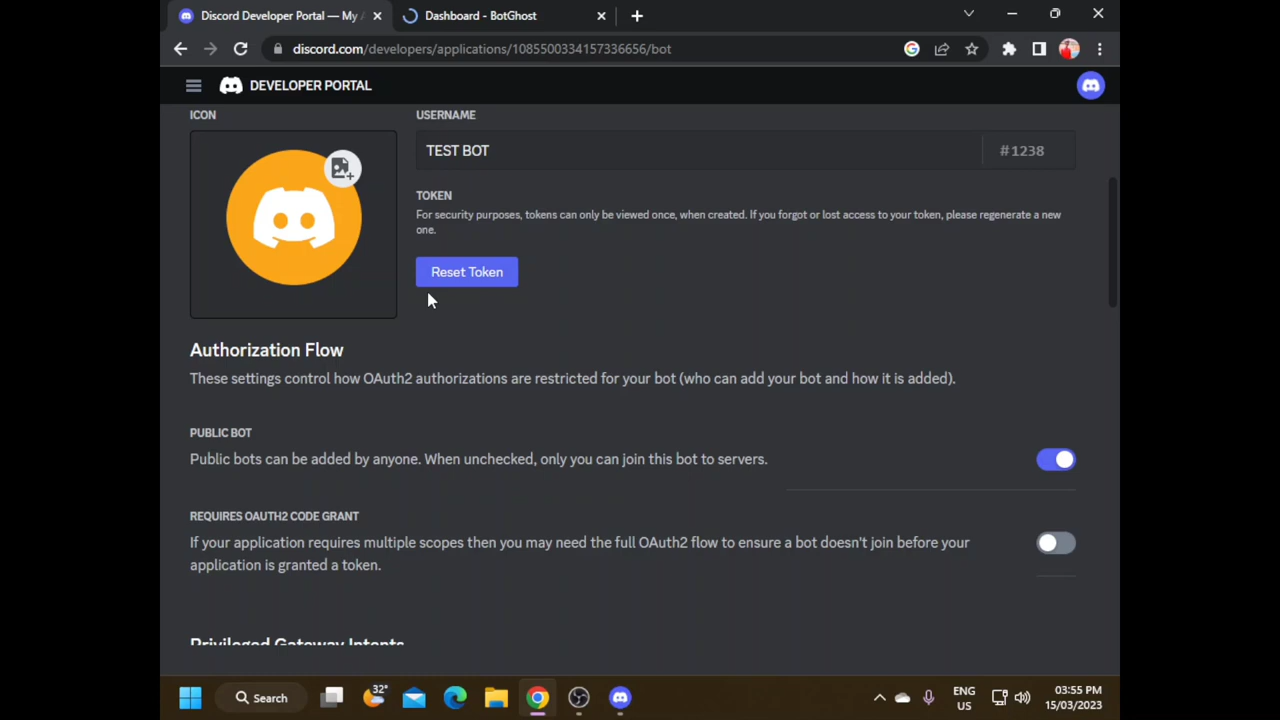 Discord Developer Portal — My A
Dashboard - BotGhost
discord.com/developers/applications/1085500334157336656/bot
DEVELOPER PORTAL
ICON
USERNAME
TEST BOT
#1238
TOKEN
For security purposes, tokens can only be viewed once, when created. If you forgot or lost access to your token, please regenerate a new
one.
Reset Token
Authorization Flow
These settings control how OAuth2 authorizations are restricted for your bot (who can add your bot and how it is added).
PUBLIC BOT
Public bots can be added by anyone. When unchecked, only you can join this bot to servers.
REQUIRES OAUTH2 CODE GRANT
If your application requires multiple scopes then you may need the full OAuth2 flow to ensure a bot doesn't join before your
application is granted a token.
Privileged Gateway Intents
Search
32°
ENG
US
03:55 PM
15/03/2023